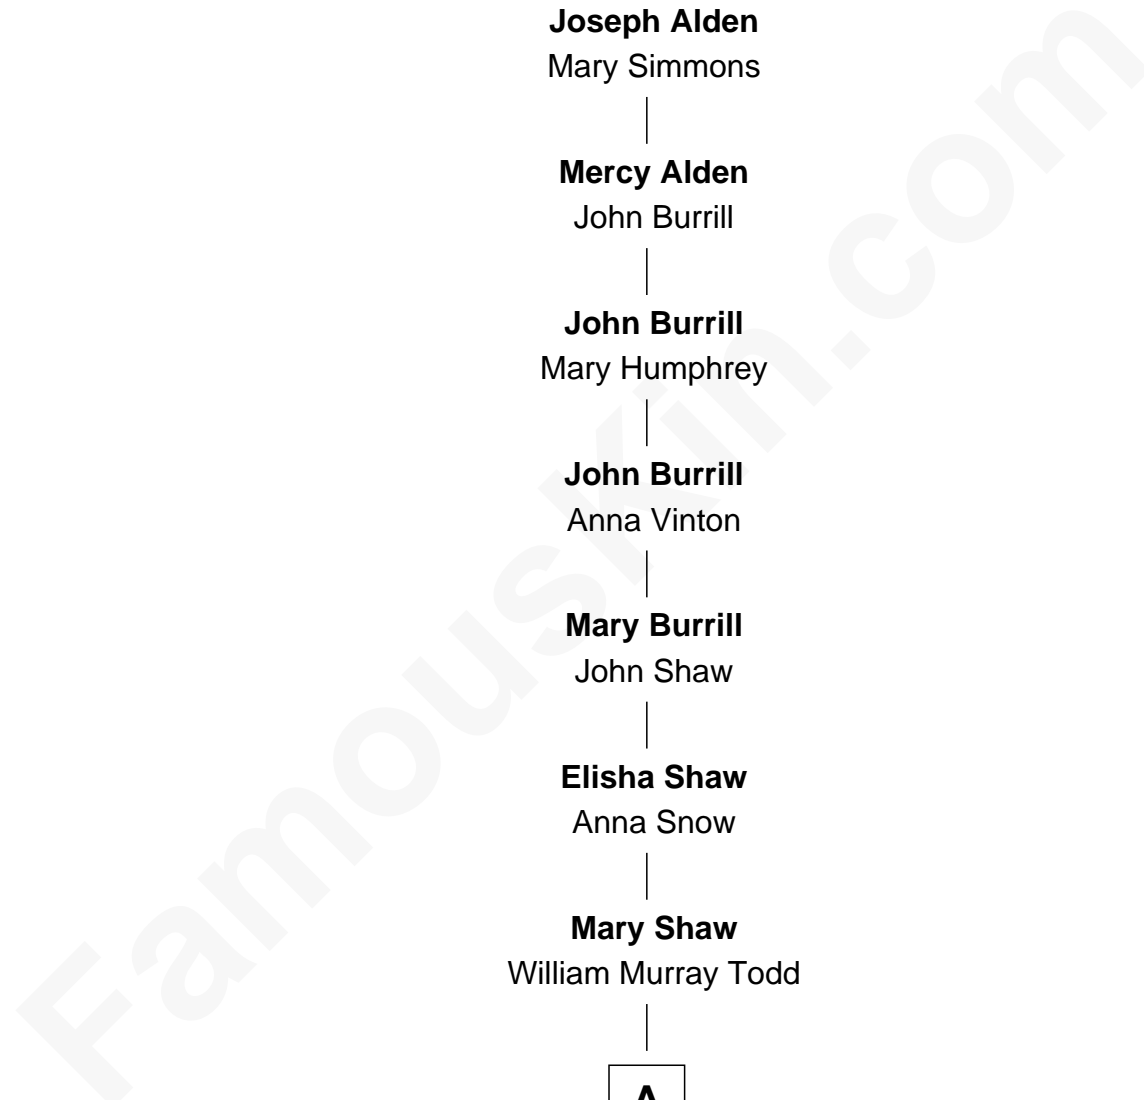 Joseph Alden
Mary Simmons
Mercy Alden
John Burrill
John Burrill
Mary Humphrey
John Burrill
Anna Vinton
Mary Burrill
John Shaw
Elisha Shaw
Anna Snow
Mary Shaw
William Murray Todd
A
FamousKin.com